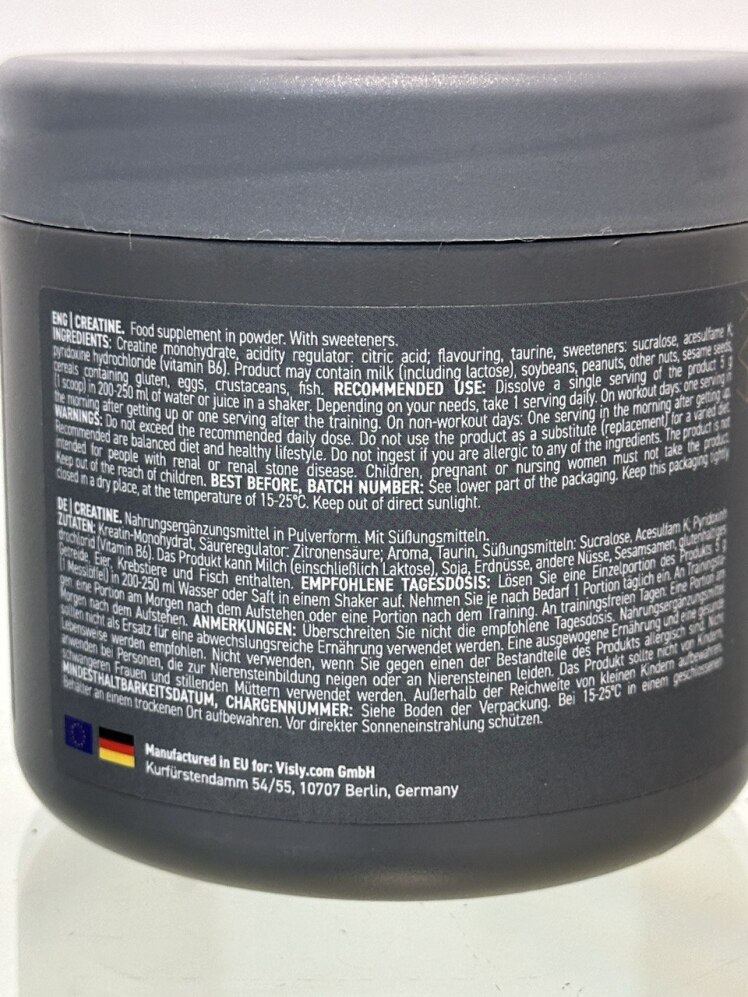 ENG | CREATINE. Food supplement in powder. With sweeteners.
INGREDIENTS: Creatine monohydrate, acidity regulator: citric acid; flavouring, taurine, sweeteners: sucralose, acesulfame K,
pyridoxine hydrochloride (vitamin B6). Product may contain milk (including lactose), soybeans, peanuts, other nuts, sesame seeds,
cereals containing gluten, eggs, crustaceans, fish. RECOMMENDED USE: Dissolve a single serving of the product 5 g
(1 scoop) in 200-250 ml of water or juice in a shaker. Depending on your needs, take 1 serving daily. On workout days: one serving in
the morning after getting up or one serving after the training. On non-workout days: One serving in the morning after getting up.
WARNINGS: Do not exceed the recommended daily dose. Do not use the product as a substitute (replacement) for a varied diet.
Recommended are balanced diet and healthy lifestyle. Do not ingest if you are allergic to any of the ingredients. The product is not
intended for people with renal or renal stone disease. Children, pregnant or nursing women must not take the product.
Keep out of the reach of children. BEST BEFORE, BATCH NUMBER: See lower part of the packaging. Keep this packaging tightly
closed in a dry place, at the temperature of 15-25°C. Keep out of direct sunlight.
DE | CREATINE. Nahrungsergänzungsmittel in Pulverform. Mit Süßungsmitteln.
ZUTATEN: Kreatin-Monohydrat, Säureregulator: Zitronensäure; Aroma, Taurin, Süßungsmitteln: Sucralose, Acesulfam K, Pyridoxinhy
drochlorid (Vitamin B6). Das Produkt kann Milch (einschließlich Laktose), Soja, Erdnüsse, andere Nüsse, Sesamsamen, glutenhaltiges
Getreide, Eier, Krebstiere und Fisch enthalten. EMPFOHLENE TAGESDOSIS: Lösen Sie eine Einzelportion des Produkts 5 g
(1 Messlöffel) in 200-250 ml Wasser oder Saft in einem Shaker auf. Nehmen Sie je nach Bedarf 1 Portion täglich ein. An Trainingsta
gen: eine Portion am Morgen nach dem Aufstehen oder eine Portion nach dem Training. An trainingsfreien Tagen: Eine Portion am
Morgen nach dem Aufstehen. ANMERKUNGEN: Überschreiten Sie nicht die empfohlene Tagesdosis. Nahrungsergänzungsmittel
sollten nicht als Ersatz für eine abwechslungsreiche Ernährung verwendet werden. Eine ausgewogene Ernährung und eine gesunde
Lebensweise werden empfohlen. Nicht verwenden, wenn Sie gegen einen der Bestandteile des Produkts allergisch sind. Nicht
anwenden bei Personen, die zur Nierensteinbildung neigen oder an Nierensteinen leiden. Das Produkt sollte nicht von Kindern,
schwangeren Frauen und stillenden Müttern verwendet werden. Außerhalb der Reichweite von kleinen Kindern aufbewahren.
MINDESTHALTBARKEITSDATUM, CHARGENNUMMER: Siehe Boden der Verpackung. Bei 15-25°C in einem geschlossenen
Behälter an einem trockenen Ort aufbewahren. Vor direkter Sonneneinstrahlung schützen.
Manufactured in EU for: Visly.com GmbH
Kurfürstendamm 54/55, 10707 Berlin, Germany